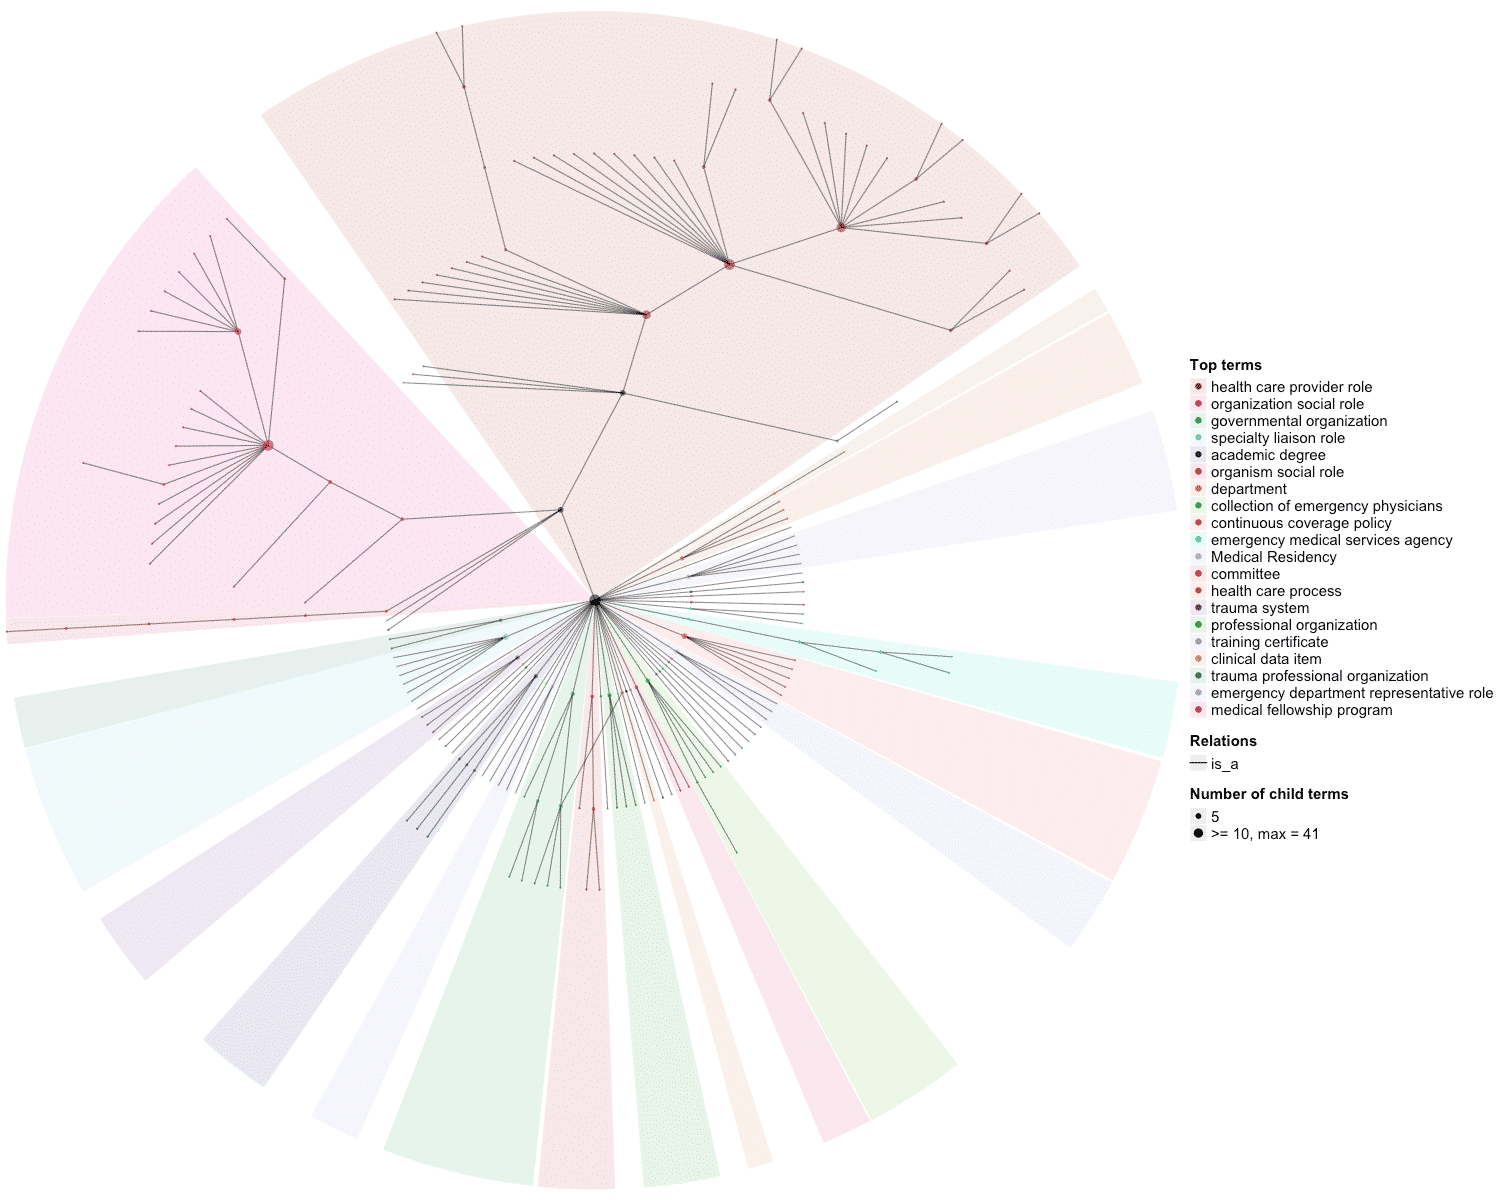 Top terms
health care provider role
organization social role
governmental organization
specialty liaison role
academic degree
organism social role
department
collection of emergency physicians
continuous coverage policy
emergency medical services agency
Medical Residency
committee
health care process
trauma system
professional organization
training certificate
clinical data item
trauma professional organization
emergency department representative role
medical fellowship program
Relations
is_a
Number of child terms
5
>= 10, max = 41